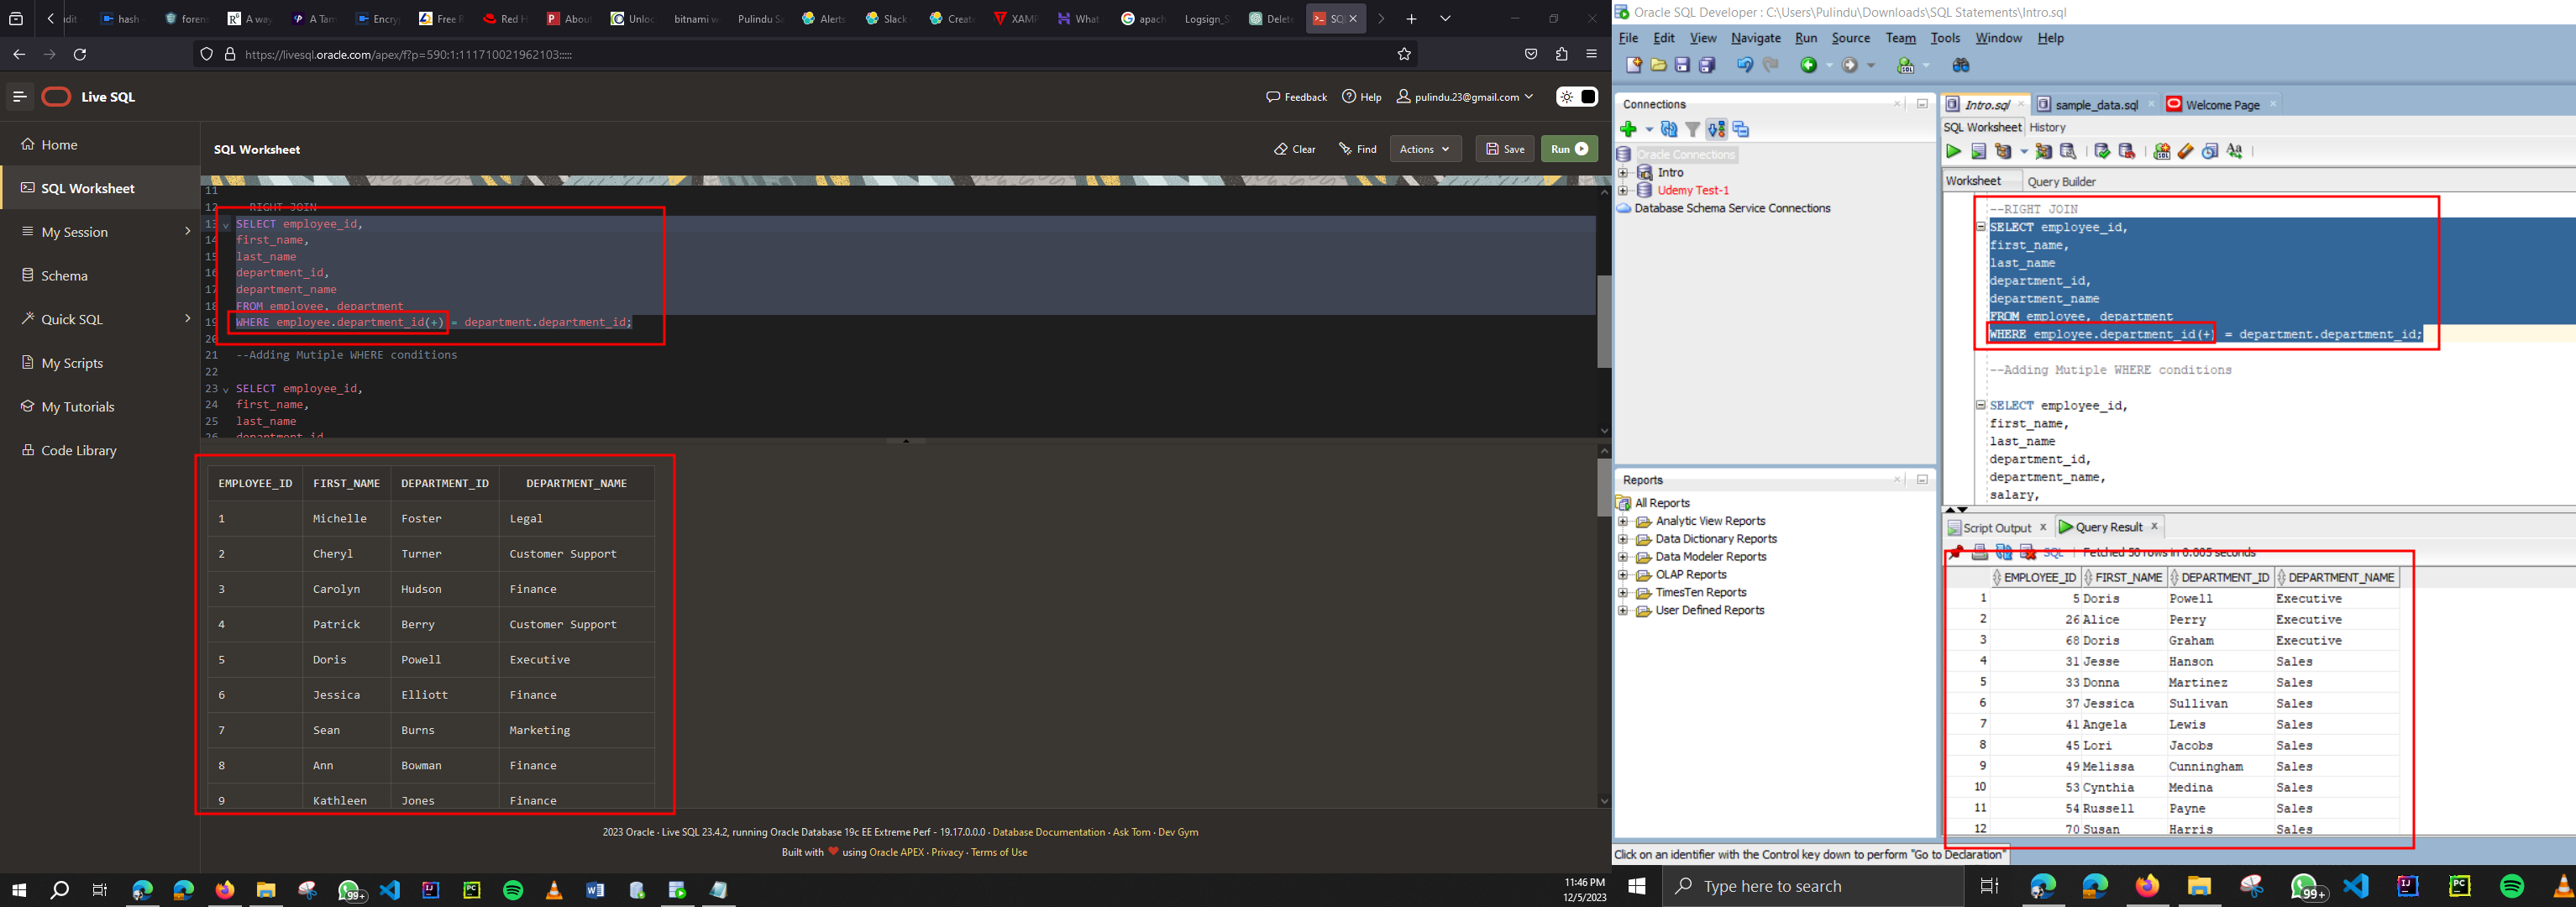 udit
hash
foren
A way
A Tam
Encry
Free R
Red H
About
Unloc
bitnami w
Pulindu Sa
Alerts
Slack
Create
XAMP
What
apach
Logsign_S
Delete
SQ
https://livesql.oracle.com/apex/f?p=590:1:111710021962103:::::
Live SQL
Feedback
Help
pulindu.23@gmail.com
Home
SQL Worksheet
My Session
Schema
Quick SQL
My Scripts
My Tutorials
Code Library
SQL Worksheet
Clear
Find
Actions
Save
Run
11
12 --RIGHT JOIN
13 SELECT employee_id,
14 first_name,
15 last_name
16 department_id,
17 department_name
18 FROM employee, department
19 WHERE employee.department_id(+) = department.department_id;
20
21 --Adding Mutiple WHERE conditions
22
23 SELECT employee_id,
24 first_name,
25 last_name
26 department_id
EMPLOYEE_ID FIRST_NAME DEPARTMENT_ID DEPARTMENT_NAME
1 Michelle Foster Legal
2 Cheryl Turner Customer Support
3 Carolyn Hudson Finance
4 Patrick Berry Customer Support
5 Doris Powell Executive
6 Jessica Elliott Finance
7 Sean Burns Marketing
8 Ann Bowman Finance
9 Kathleen Jones Finance
2023 Oracle · Live SQL 23.4.2, running Oracle Database 19c EE Extreme Perf - 19.17.0.0.0 · Database Documentation · Ask Tom · Dev Gym
Built with ❤ using Oracle APEX · Privacy · Terms of Use
99+
11:46 PM
12/5/2023
Oracle SQL Developer : C:\Users\Pulindu\Downloads\SQL Statements\Intro.sql
File Edit View Navigate Run Source Team Tools Window Help
Connections
Oracle Connections
Intro
Udemy Test-1
Database Schema Service Connections
Reports
All Reports
Analytic View Reports
Data Dictionary Reports
Data Modeler Reports
OLAP Reports
TimesTen Reports
User Defined Reports
Intro.sql
sample_data.sql
Welcome Page
SQL Worksheet History
Worksheet Query Builder
--RIGHT JOIN
SELECT employee_id,
first_name,
last_name
department_id,
department_name
FROM employee, department
WHERE employee.department_id(+) = department.department_id;
--Adding Mutiple WHERE conditions
SELECT employee_id,
first_name,
last_name
department_id,
department_name,
salary,
Script Output
Query Result
SQL | Fetched 50 rows in 0.005 seconds
EMPLOYEE_ID FIRST_NAME DEPARTMENT_ID DEPARTMENT_NAME
1 5 Doris Powell Executive
2 26 Alice Perry Executive
3 68 Doris Graham Executive
4 31 Jesse Hanson Sales
5 33 Donna Martinez Sales
6 37 Jessica Sullivan Sales
7 41 Angela Lewis Sales
8 45 Lori Jacobs Sales
9 49 Melissa Cunningham Sales
10 53 Cynthia Medina Sales
11 54 Russell Payne Sales
12 70 Susan Harris Sales
Click on an identifier with the Control key down to perform "Go to Declaration"
Type here to search
99+